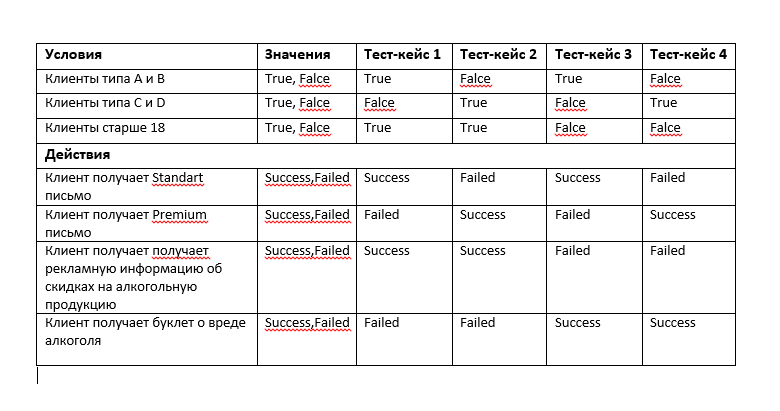 Условия Значения Тест-кейс 1 Тест-кейс 2 Тест-кейс 3 Тест-кейс 4
Клиенты типа А и В True, Falce True Falce True Falce
Клиенты типа С и D True, Falce Falce True Falce True
Клиенты старше 18 True, Falce True True Falce Falce
Действия
Клиент получает Standart Success,Failed Success Failed Success Failed
письмо
Клиент получает Premium Success,Failed Failed Success Failed Success
письмо
Клиент получает получает Success,Failed Success Success Failed Failed
рекламную информацию об
скидках на алкогольную
продукцию
Клиент получает буклет о вреде Success,Failed Failed Failed Success Success
алкоголя